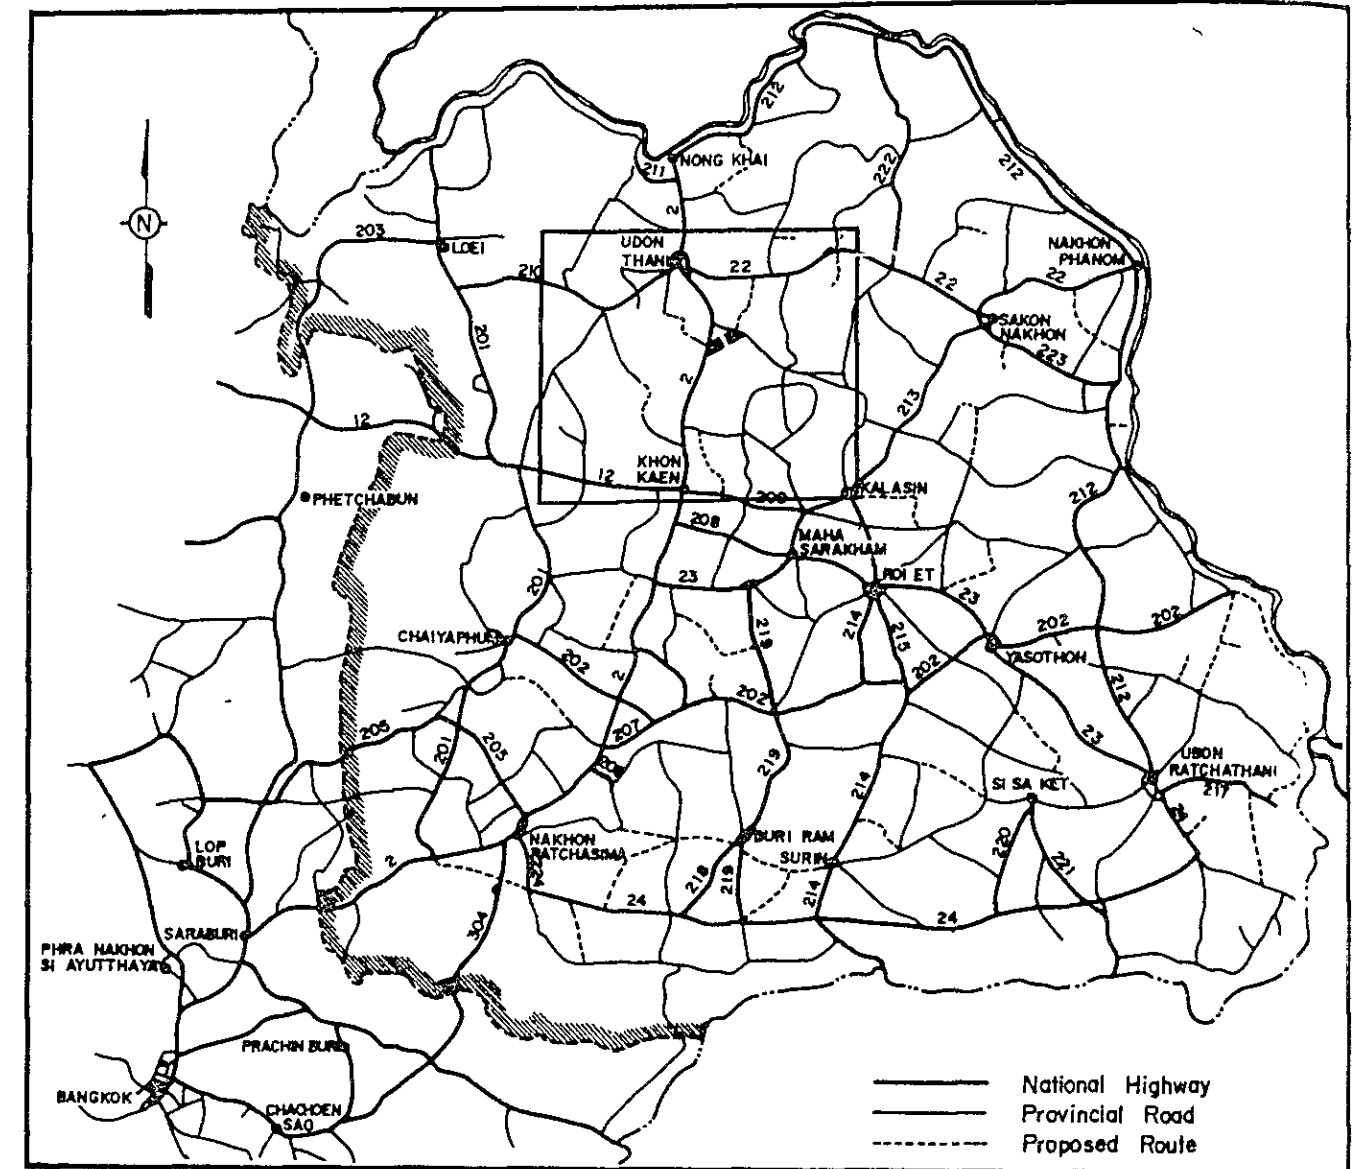 212
NONG KHAI
211
222
212
2
N
203
LOEI
UDON
THANI
NAKHON
PHANOM
22
21
22
22
SAKON
NAKHON
201
223
2
213
12
KHON
KAEN
12
KALASIN
PHETCHABUN
209
212
208
MAHA
SARAKHAM
ROI ET
23
201
23
CHAIYAPHUM
219
214
215
202
202
YASOTHOH
202
2
202
212
202
205
201
205
207
23
219
UBON
RATCHATHANI
SI SA KET
214
217
206
LOP
BURI
NAKHON
RATCHASIMA
BURI RAM
SURIN
220
221
2
224
218
219
214
24
24
304
SARABURI
PHRA NAKHON
SI AYUTTHAYA
PRACHIN BURI
BANGKOK
CHACHOEN
SAO
National Highway
Provincial Road
Proposed Route